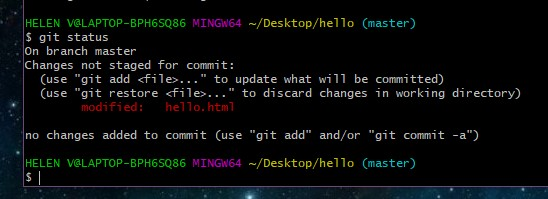 HELEN V@LAPTOP-BPH6SQ86 MINGW64 ~/Desktop/hello (master)
$ git status
On branch master
Changes not staged for commit:
  (use "git add <file>..." to update what will be committed)
  (use "git restore <file>..." to discard changes in working directory)
        modified:   hello.html

no changes added to commit (use "git add" and/or "git commit -a")

HELEN V@LAPTOP-BPH6SQ86 MINGW64 ~/Desktop/hello (master)
$